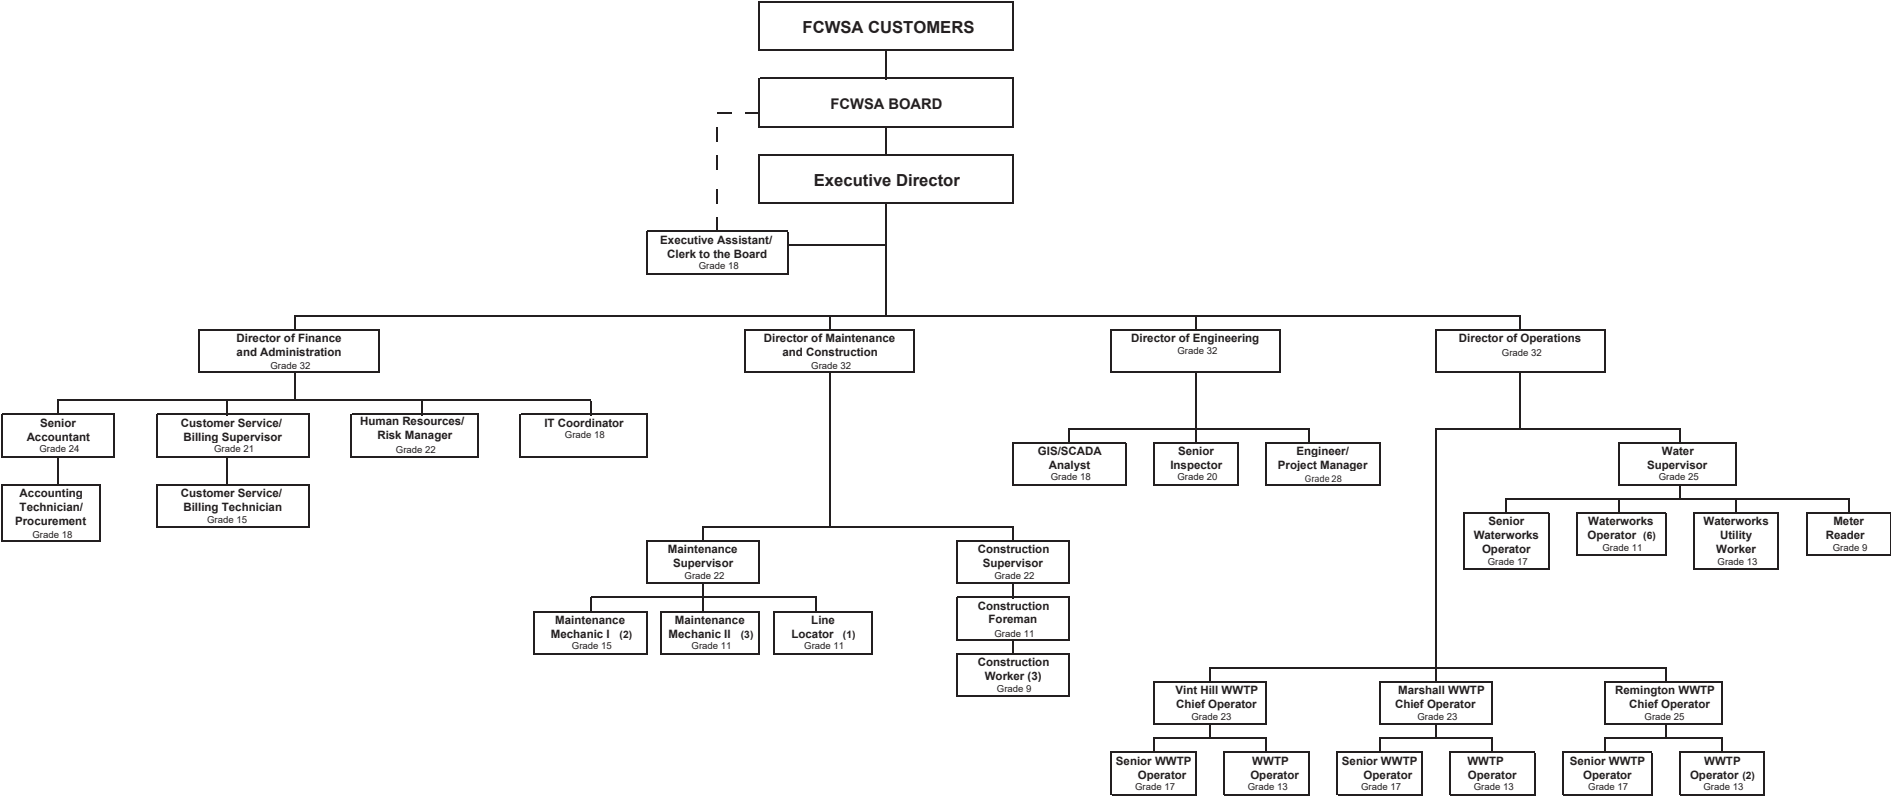 FCWSA CUSTOMERS
FCWSA BOARD
Executive Director
Executive Assistant/
Clerk to the Board
Grade 18
Director of Finance
and Administration
Grade 32
Director of Maintenance
and Construction
Grade 32
Director of Engineering
Grade 32
Director of Operations
Grade 32
Senior
Accountant
Grade 24
Customer Service/
Billing Supervisor
Grade 21
Human Resources/
Risk Manager
Grade 22
IT Coordinator
Grade 18
GIS/SCADA
Analyst
Grade 18
Senior
Inspector
Grade 20
Engineer/
Project Manager
Grade 28
Water
Supervisor
Grade 25
Accounting
Technician/
Procurement
Grade 18
Customer Service/
Billing Technician
Grade 15
Senior
Waterworks
Operator
Grade 17
Waterworks
Operator (6)
Grade 11
Waterworks
Utility
Worker
Grade 13
Meter
Reader
Grade 9
Maintenance
Supervisor
Grade 22
Construction
Supervisor
Grade 22
Maintenance
Mechanic I (2)
Grade 15
Maintenance
Mechanic II (3)
Grade 11
Line
Locator (1)
Grade 11
Construction
Foreman
Grade 11
Construction
Worker (3)
Grade 9
Vint Hill WWTP
Chief Operator
Grade 23
Marshall WWTP
Chief Operator
Grade 23
Remington WWTP
Chief Operator
Grade 25
Senior WWTP
Operator
Grade 17
WWTP
Operator
Grade 13
Senior WWTP
Operator
Grade 17
WWTP
Operator
Grade 13
Senior WWTP
Operator
Grade 17
WWTP
Operator (2)
Grade 13